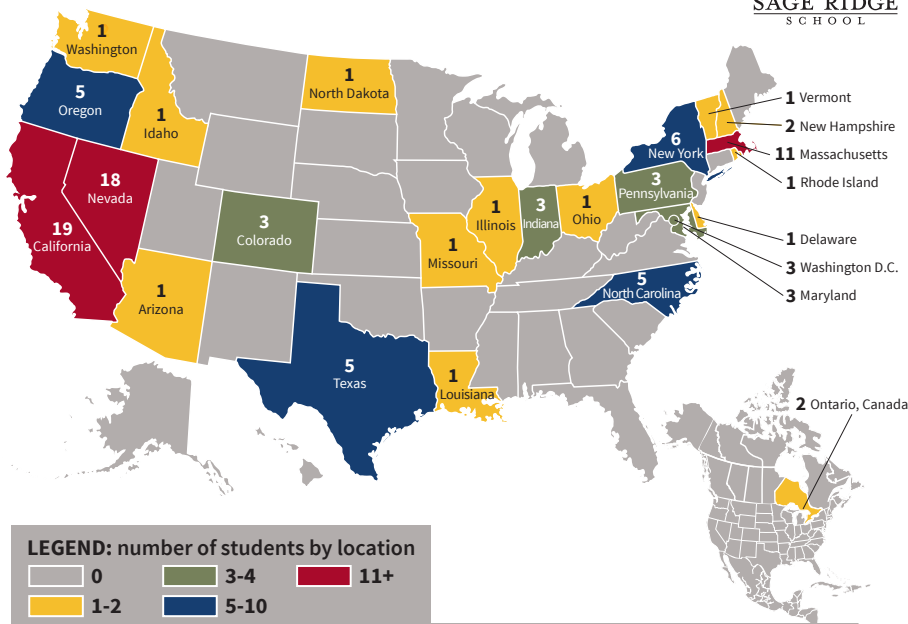 SAGE RIDGE
SCHOOL
1
Washington
5
Oregon
1
Idaho
1
North Dakota
18
Nevada
19
California
3
Colorado
1
Arizona
5
Texas
1
Missouri
1
Illinois
3
Indiana
1
Ohio
3
Pennsylvania
6
New York
5
North Carolina
1
Louisiana
1 Vermont
2 New Hampshire
11 Massachusetts
1 Rhode Island
1 Delaware
3 Washington D.C.
3 Maryland
2 Ontario, Canada
LEGEND: number of students by location
0 3-4 11+
1-2 5-10